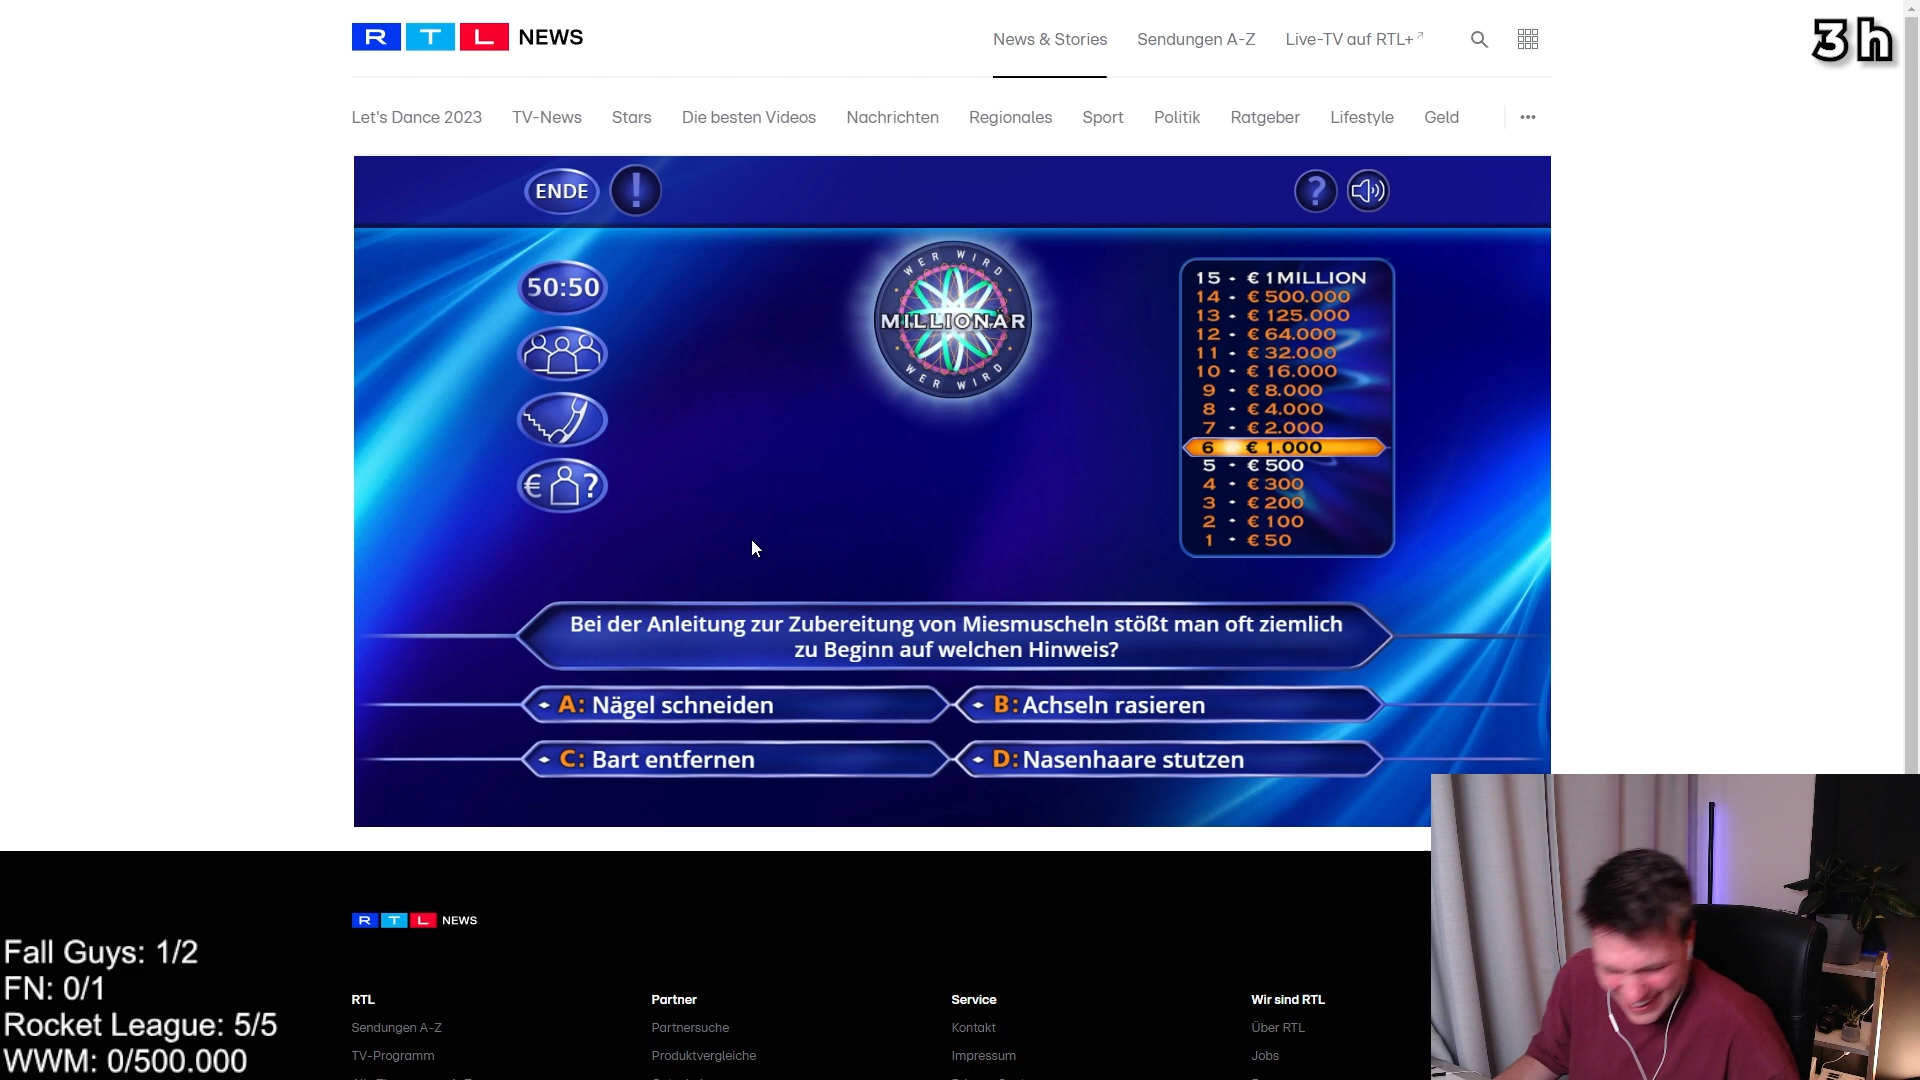 RTL NEWS
News & Stories
Sendungen A-Z
Live-TV auf RTL+
3h
Let's Dance 2023
TV-News
Stars
Die besten Videos
Nachrichten
Regionales
Sport
Politik
Ratgeber
Lifestyle
Geld
ENDE
!
?
50:50
€ ?
WER WIRD
MILLIONÄR
WER WIRD
15 • € 1 MILLION
14 • € 500.000
13 • € 125.000
12 • € 64.000
11 • € 32.000
10 • € 16.000
9 • € 8.000
8 • € 4.000
7 • € 2.000
6 € 1.000
5 • € 500
4 • € 300
3 • € 200
2 • € 100
1 • € 50
Bei der Anleitung zur Zubereitung von Miesmuscheln stößt man oft ziemlich
zu Beginn auf welchen Hinweis?
A: Nägel schneiden
B: Achseln rasieren
C: Bart entfernen
D: Nasenhaare stutzen
RTL NEWS
Fall Guys: 1/2
FN: 0/1
Rocket League: 5/5
WWM: 0/500.000
RTL
Sendungen A-Z
TV-Programm
Partner
Partnersuche
Produktvergleiche
Service
Kontakt
Impressum
Wir sind RTL
Über RTL
Jobs